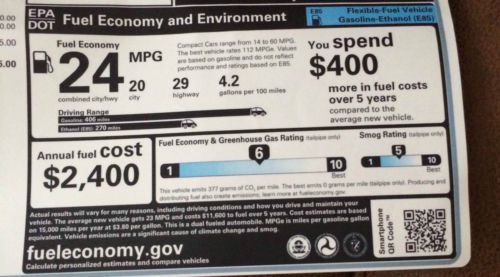 0.00
0.00
5.00
5.00
EPA
DOT
Fuel Economy and Environment
E85
Flexible-Fuel Vehicle
Gasoline-Ethanol (E85)
Fuel Economy
24 MPG
20
29
4.2
combined city/hwy
city
highway
gallons per 100 miles
Compact Cars range from 14 to 60 MPG.
The best vehicle rates 112 MPGe. Values
are based on gasoline and do not reflect
performance and ratings based on E85.
Driving Range
Gasoline: 406 miles
Ethanol (E85): 270 miles
You spend
$400
more in fuel costs
over 5 years
compared to the
average new vehicle.
Annual fuel cost
$2,400
Fuel Economy & Greenhouse Gas Rating (tailpipe only)
6
1
10
Best
Smog Rating (tailpipe only)
5
1
10
Best
This vehicle emits 377 grams of CO2 per mile. The best emits 0 grams per mile (tailpipe only). Producing and
distributing fuel also create emissions; learn more at fueleconomy.gov.
Actual results will vary for many reasons, including driving conditions and how you drive and maintain your
vehicle. The average new vehicle gets 23 MPG and costs $11,600 to fuel over 5 years. Cost estimates are based
on 15,000 miles per year at $3.80 per gallon. This is a dual fueled automobile. MPGe is miles per gasoline gallon
equivalent. Vehicle emissions are a significant cause of climate change and smog.
fueleconomy.gov
Calculate personalized estimates and compare vehicles
Smartphone
QR Code™